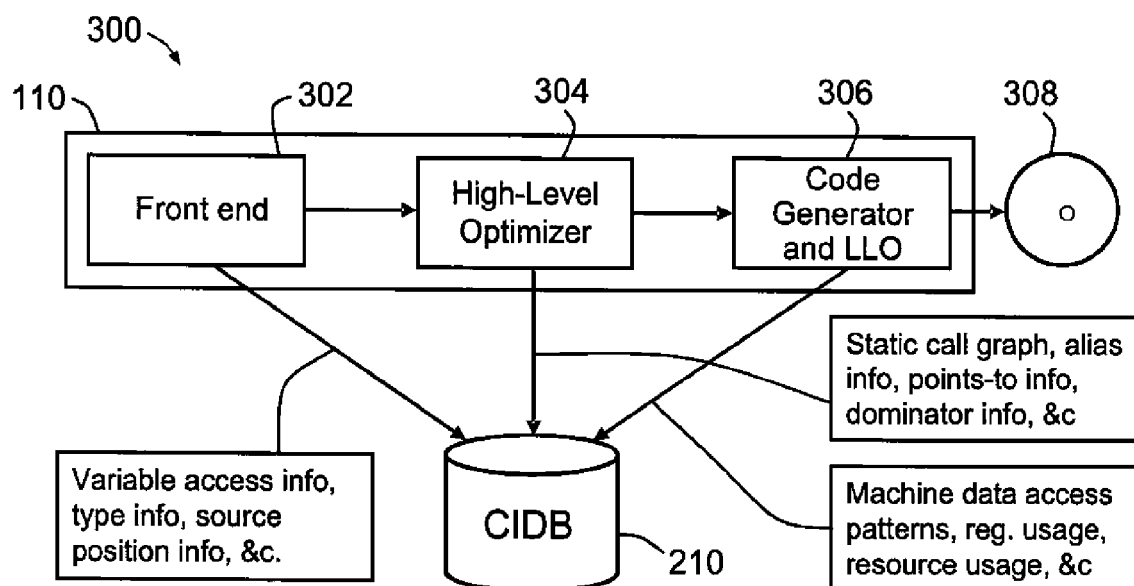 300
110
302
304
306
308
Front end
High-Level
Optimizer
Code
Generator
and LLO
Static call graph, alias
info, points-to info,
dominator info, &c
Variable access info,
type info, source
position info, &c.
CIDB
210
Machine data access
patterns, reg. usage,
resource usage, &c